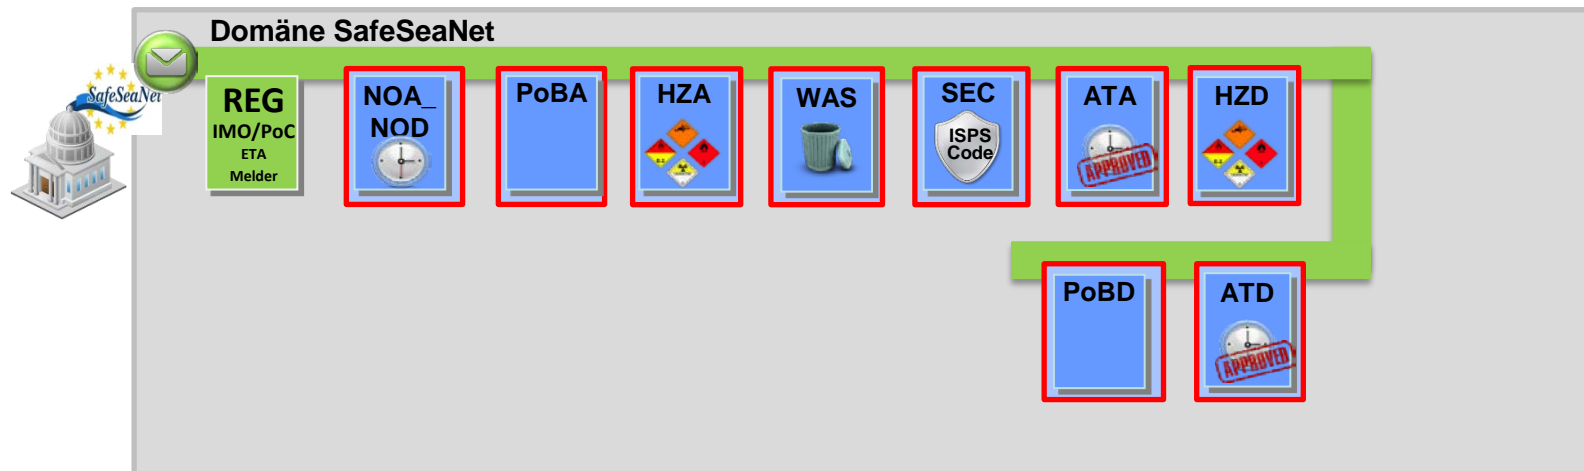 Domäne SafeSeaNet
SafeSeaNet
REG
IMO/PoC
ETA
Melder
NOA_
NOD
PoBA
HZA
WAS
SEC
ISPS
Code
ATA
APPROVED
HZD
PoBD
ATD
APPROVED